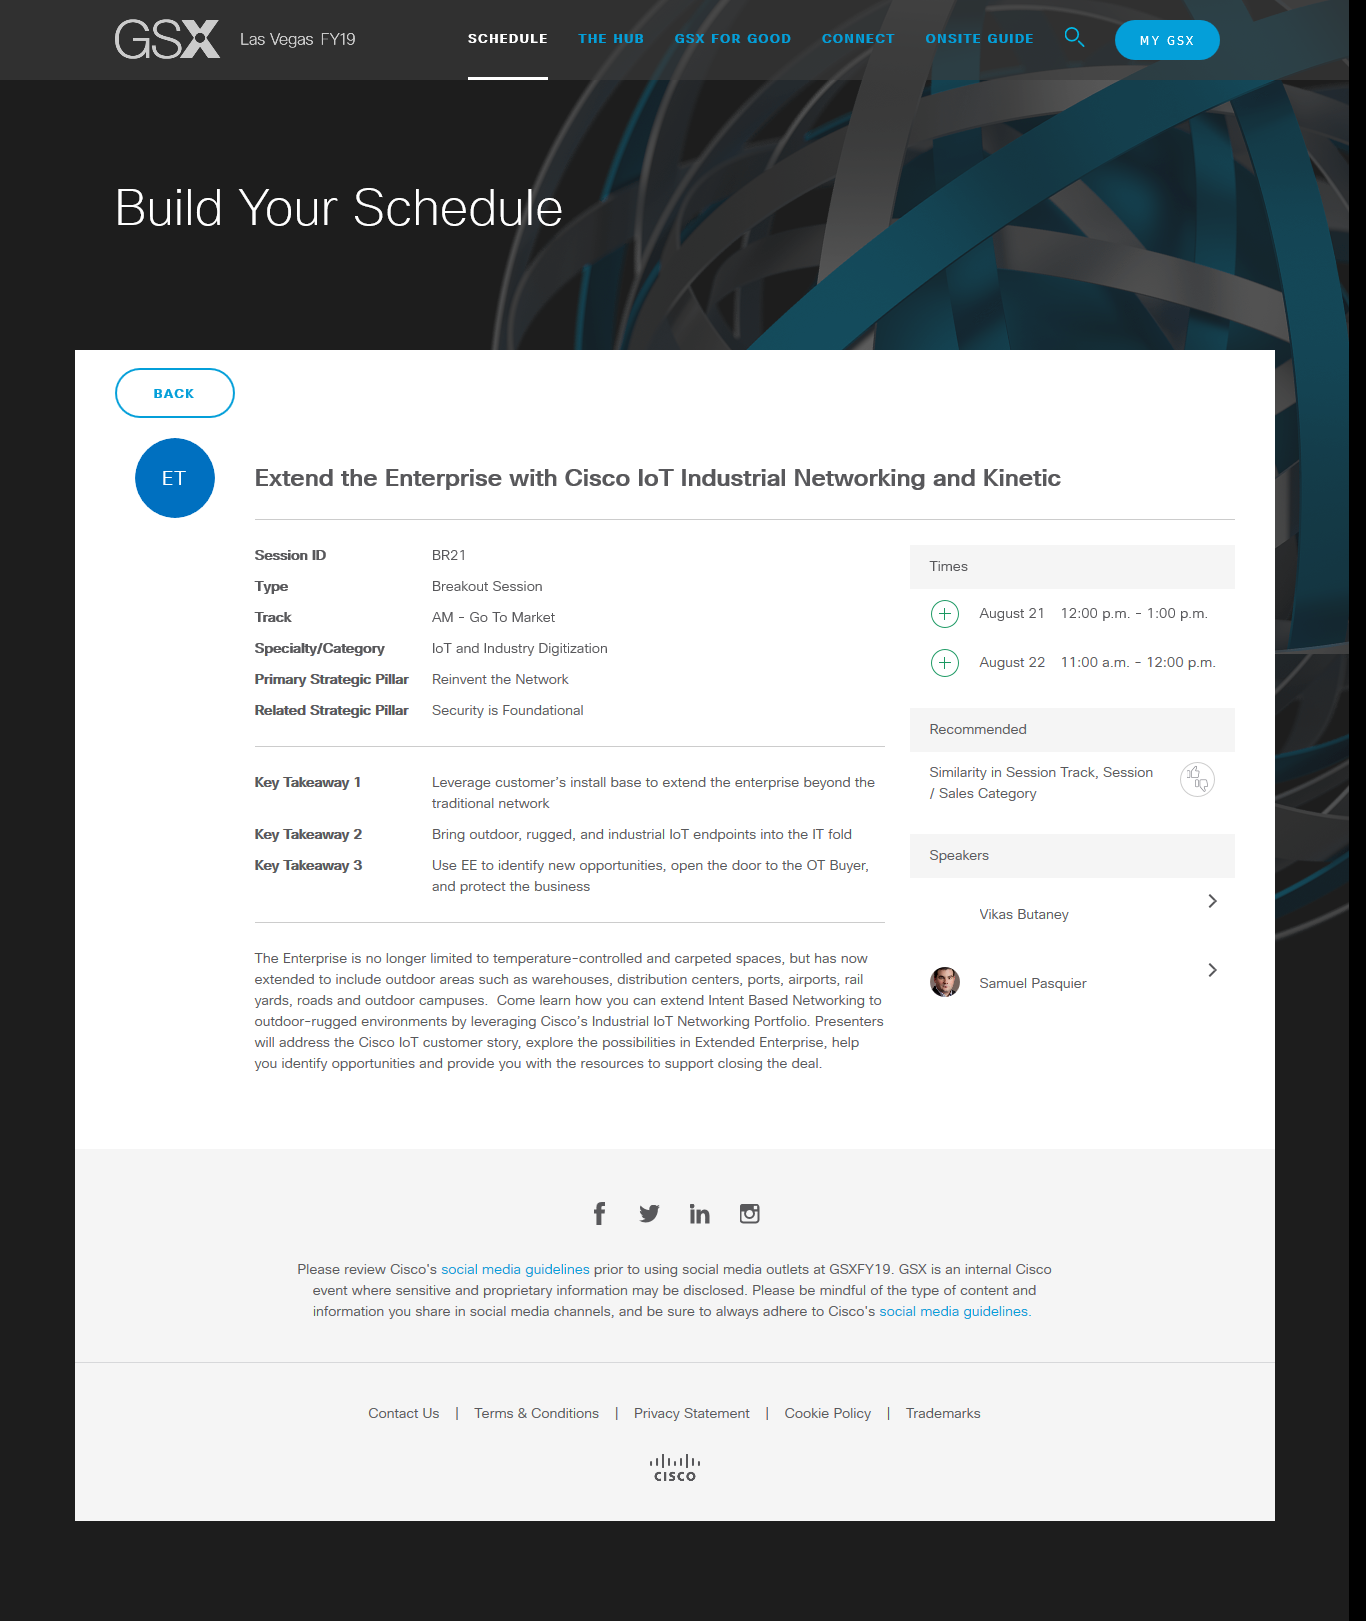 GSX Las Vegas FY19
SCHEDULE THE HUB GSX FOR GOOD CONNECT ONSITE GUIDE MY GSX
Build Your Schedule
BACK
ET
Extend the Enterprise with Cisco IoT Industrial Networking and Kinetic
Session ID BR21
Type Breakout Session
Track AM - Go To Market
Specialty/Category IoT and Industry Digitization
Primary Strategic Pillar Reinvent the Network
Related Strategic Pillar Security is Foundational
Key Takeaway 1 Leverage customer's install base to extend the enterprise beyond the
traditional network
Key Takeaway 2 Bring outdoor, rugged, and industrial IoT endpoints into the IT fold
Key Takeaway 3 Use EE to identify new opportunities, open the door to the OT Buyer,
and protect the business
The Enterprise is no longer limited to temperature-controlled and carpeted spaces, but has now
extended to include outdoor areas such as warehouses, distribution centers, ports, airports, rail
yards, roads and outdoor campuses.  Come learn how you can extend Intent Based Networking to
outdoor-rugged environments by leveraging Cisco's Industrial IoT Networking Portfolio. Presenters
will address the Cisco IoT customer story, explore the possibilities in Extended Enterprise, help
you identify opportunities and provide you with the resources to support closing the deal.
Times
August 21 12:00 p.m. - 1:00 p.m.
August 22 11:00 a.m. - 12:00 p.m.
Recommended
Similarity in Session Track, Session
/ Sales Category
Speakers
Vikas Butaney
Samuel Pasquier
Please review Cisco's social media guidelines prior to using social media outlets at GSXFY19. GSX is an internal Cisco
event where sensitive and proprietary information may be disclosed. Please be mindful of the type of content and
information you share in social media channels, and be sure to always adhere to Cisco's social media guidelines.
Contact Us | Terms & Conditions | Privacy Statement | Cookie Policy | Trademarks
CISCO